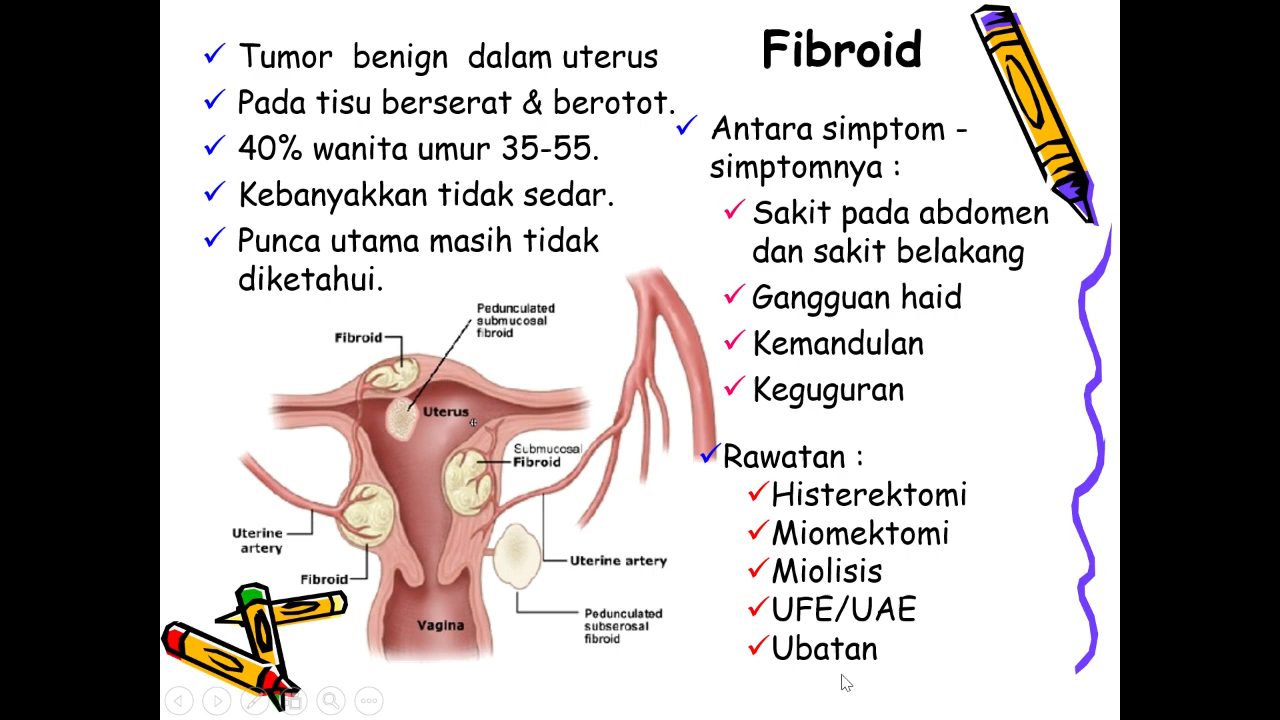 Fibroid
Tumor benign dalam uterus
Pada tisu berserat & berotot.
40% wanita umur 35-55.
Kebanyakkan tidak sedar.
Punca utama masih tidak
diketahui.
Antara simptom -
simptomnya :
Sakit pada abdomen
dan sakit belakang
Gangguan haid
Kemandulan
Keguguran
Rawatan :
Histerektomi
Miomektomi
Miolisis
UFE/UAE
Ubatan
Pedunculated
submucosal
fibroid
Fibroid
Uterus
Submucosal
Fibroid
Uterine
artery
Uterine artery
Fibroid
Pedunculated
subserosal
fibroid
Vagina